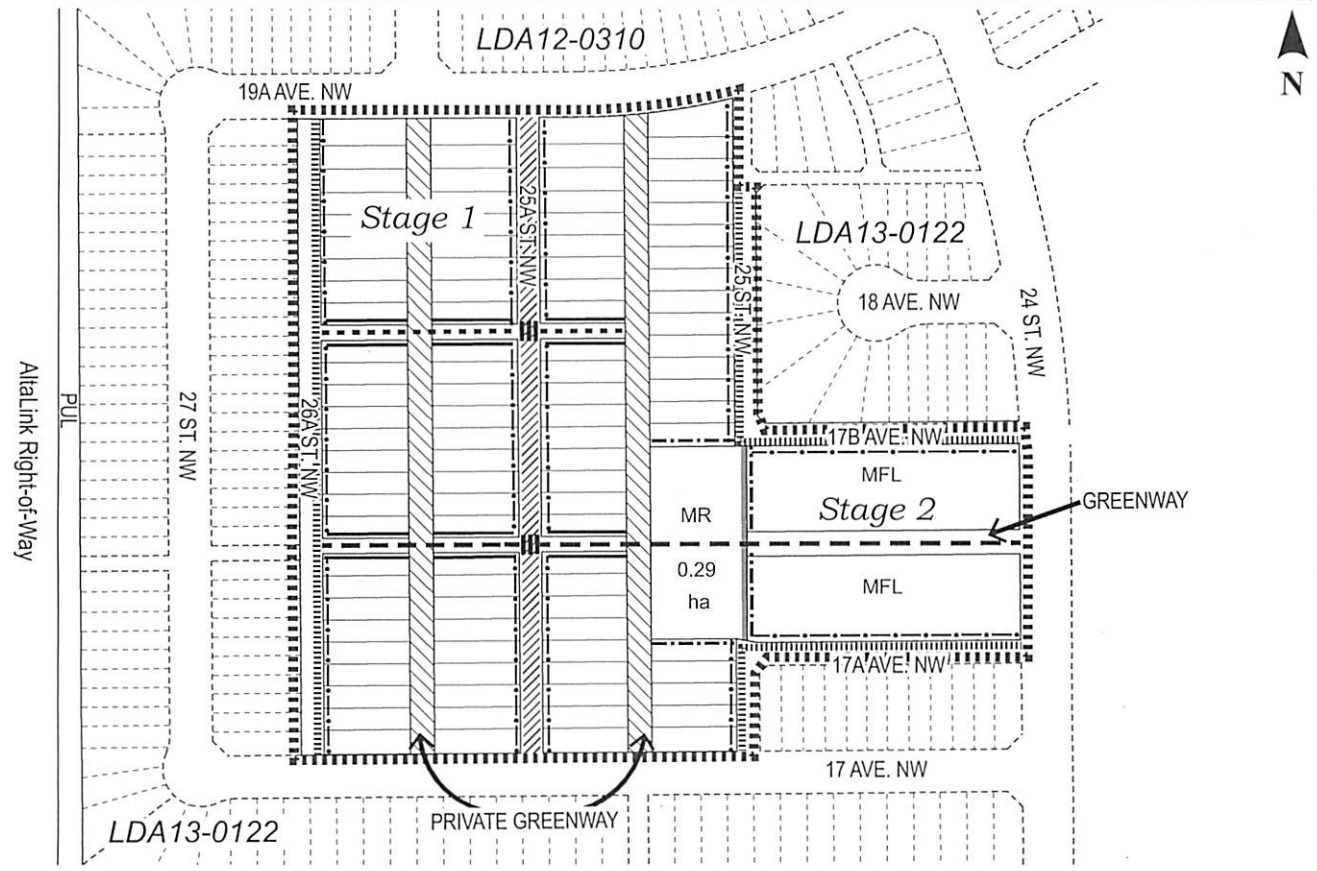 LDA12-0310
N
19A AVE. NW
Stage 1
25A ST. NW
LDA13-0122
25 ST. NW
18 AVE. NW
24 ST. NW
AltaLink Right-of-Way
PUL
27 ST. NW
26A ST. NW
17B AVE. NW
MFL
Stage 2
GREENWAY
MR
0.29
ha
MFL
17A AVE. NW
17 AVE. NW
PRIVATE GREENWAY
LDA13-0122